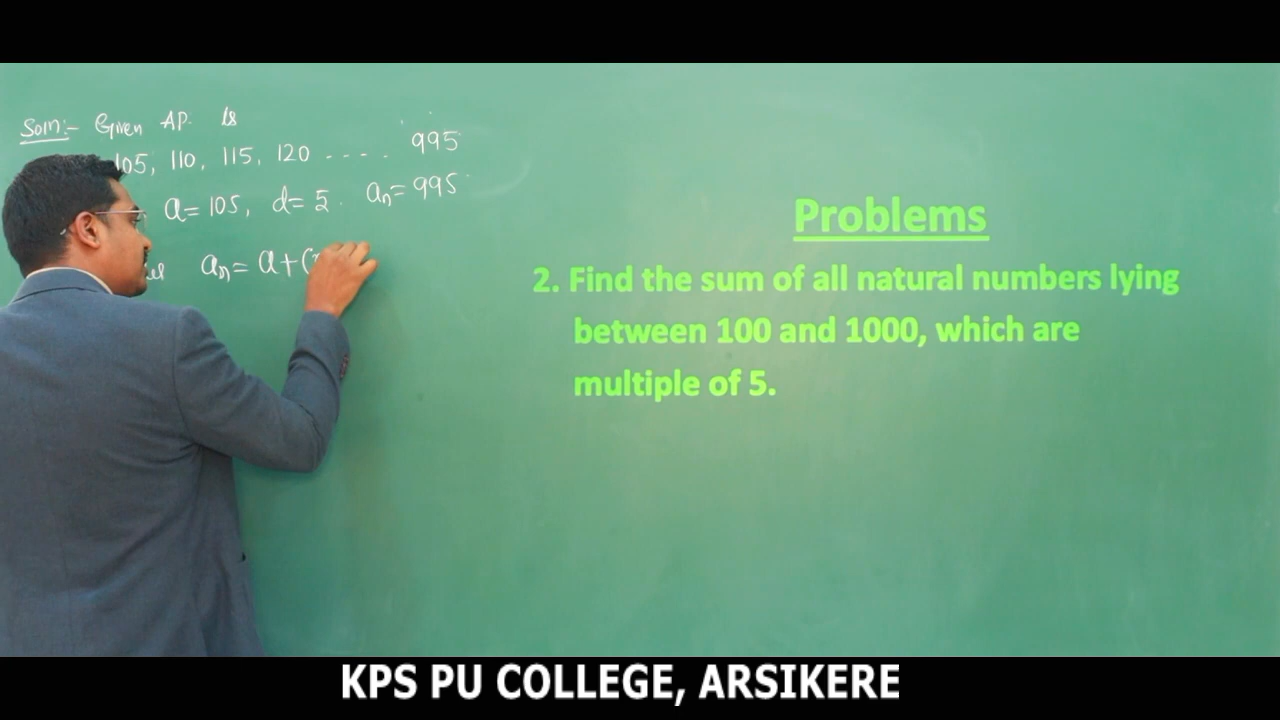 Soln:- Given AP. is
105, 110, 115, 120 ---- 995
a = 105, d = 5. an = 995
an = a + (
Problems
2. Find the sum of all natural numbers lying
between 100 and 1000, which are
multiple of 5.
KPS PU COLLEGE, ARSIKERE